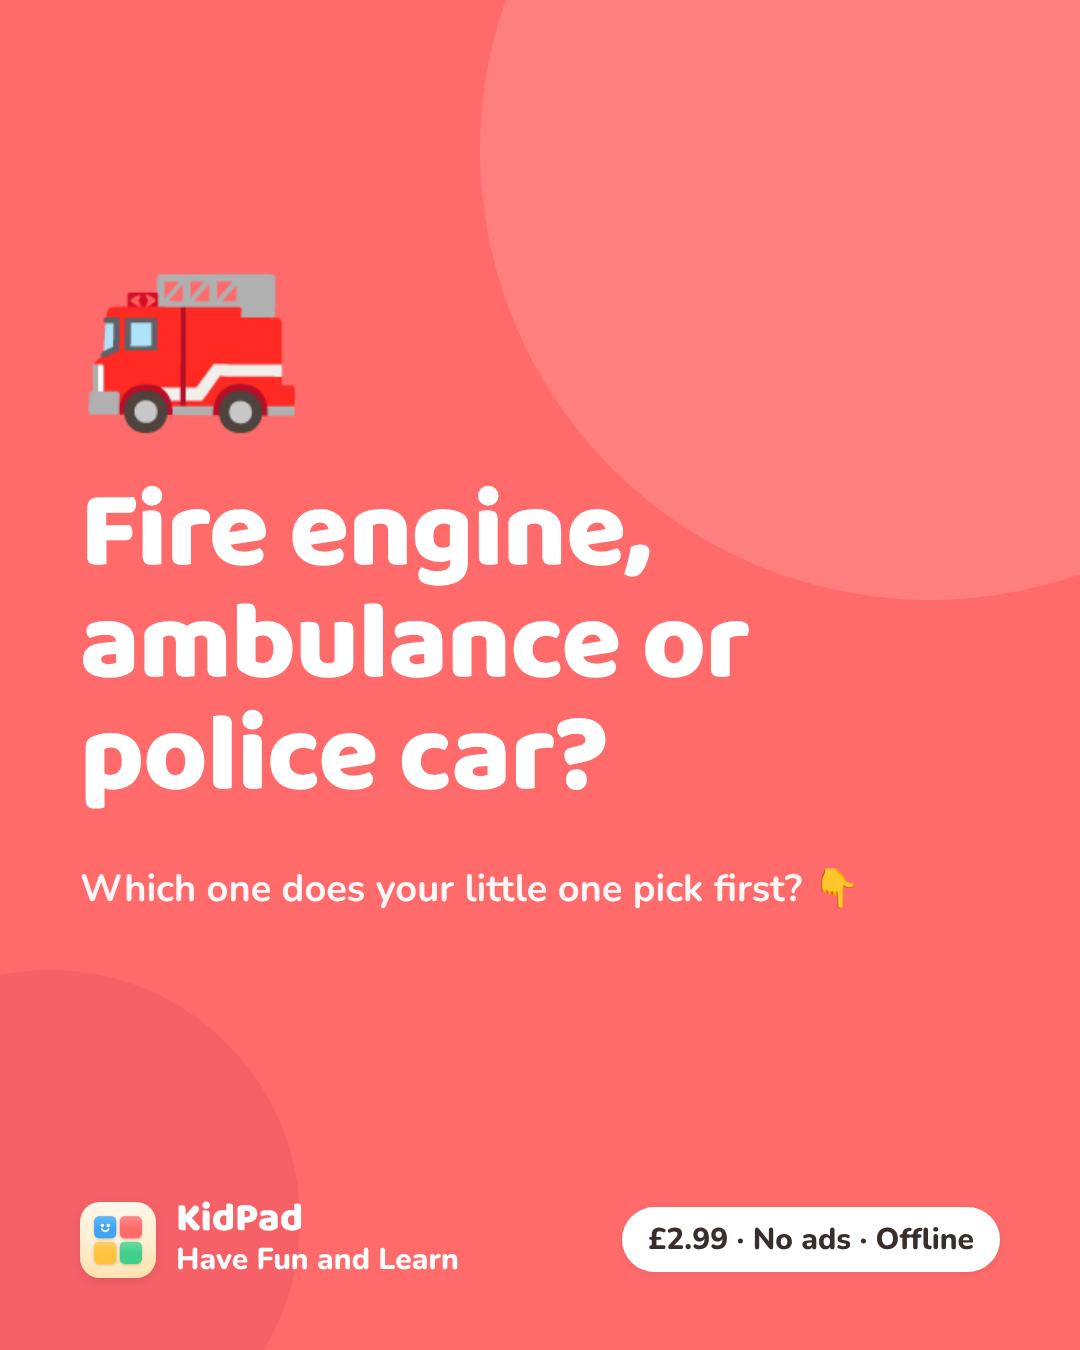 Fire engine,
ambulance or
police car?
Which one does your little one pick first? 👇
KidPad
Have Fun and Learn
£2.99 · No ads · Offline